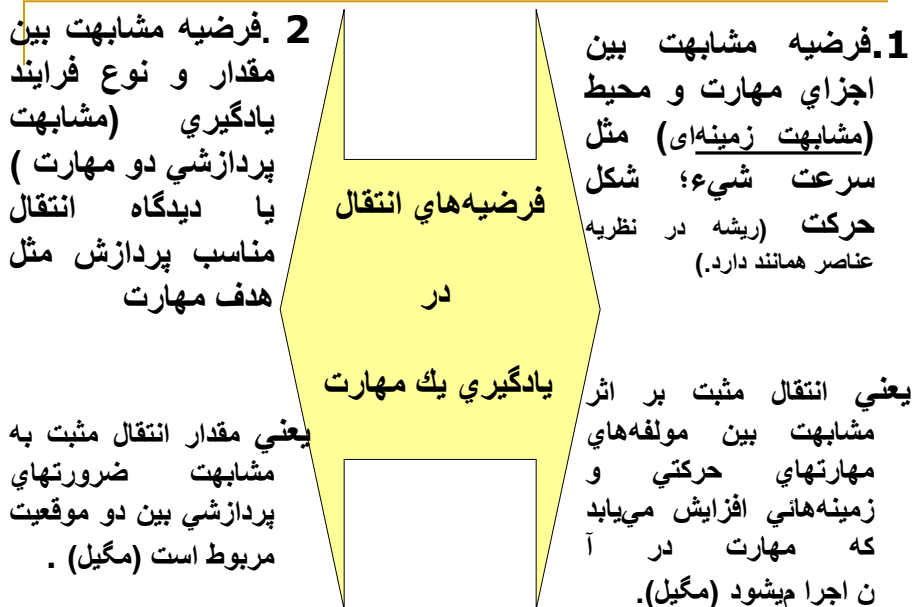 1.فرضيه مشابهت بين
اجزاي مهارت و محيط
(مشابهت زمينه‌ای) مثل
سرعت شيء؛ شكل
حركت (ريشه در نظريه
عناصر همانند دارد.)
يعني انتقال مثبت بر اثر
مشابهت بين مولفه‌هاي
مهارتهاي حركتي و
زمينه‌هائي افزايش مي‌يابد
كه مهارت در آ
ن اجرا ميشود (مگيل).
فرضيه‌هاي انتقال
در
يادگيري يك مهارت
2 .فرضيه مشابهت بين
مقدار و نوع فرايند
يادگيري (مشابهت
پردازشي دو مهارت )
يا ديدگاه انتقال
مناسب پردازش مثل
هدف مهارت
يعني مقدار انتقال مثبت به
مشابهت ضرورتهاي
پردازشي بين دو موقعيت
مربوط است (مگيل) .